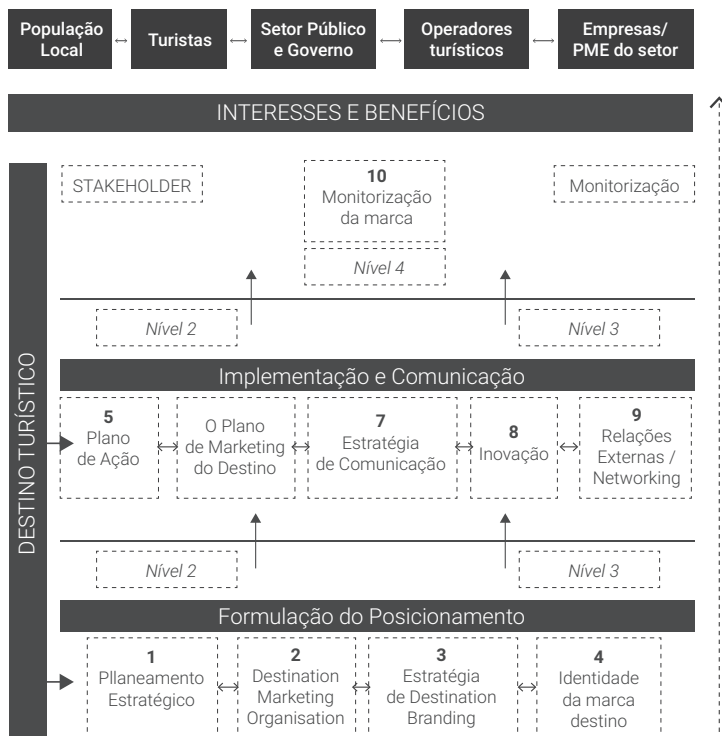 População
Local
Turistas
Setor Público
e Governo
Operadores
turísticos
Empresas/
PME do setor
INTERESSES E BENEFÍCIOS
DESTINO TURÍSTICO
STAKEHOLDER
10
Monitorização
da marca
Monitorização
Nível 4
Nível 2
Nível 3
Implementação e Comunicação
5
Plano
de Ação
O Plano
de Marketing
do Destino
7
Estratégia
de Comunicação
8
Inovação
9
Relações
Externas /
Networking
Nível 2
Nível 3
Formulação do Posicionamento
1
Pllaneamento
Estratégico
2
Destination
Marketing
Organisation
3
Estratégia
de Destination
Branding
4
Identidade
da marca
destino